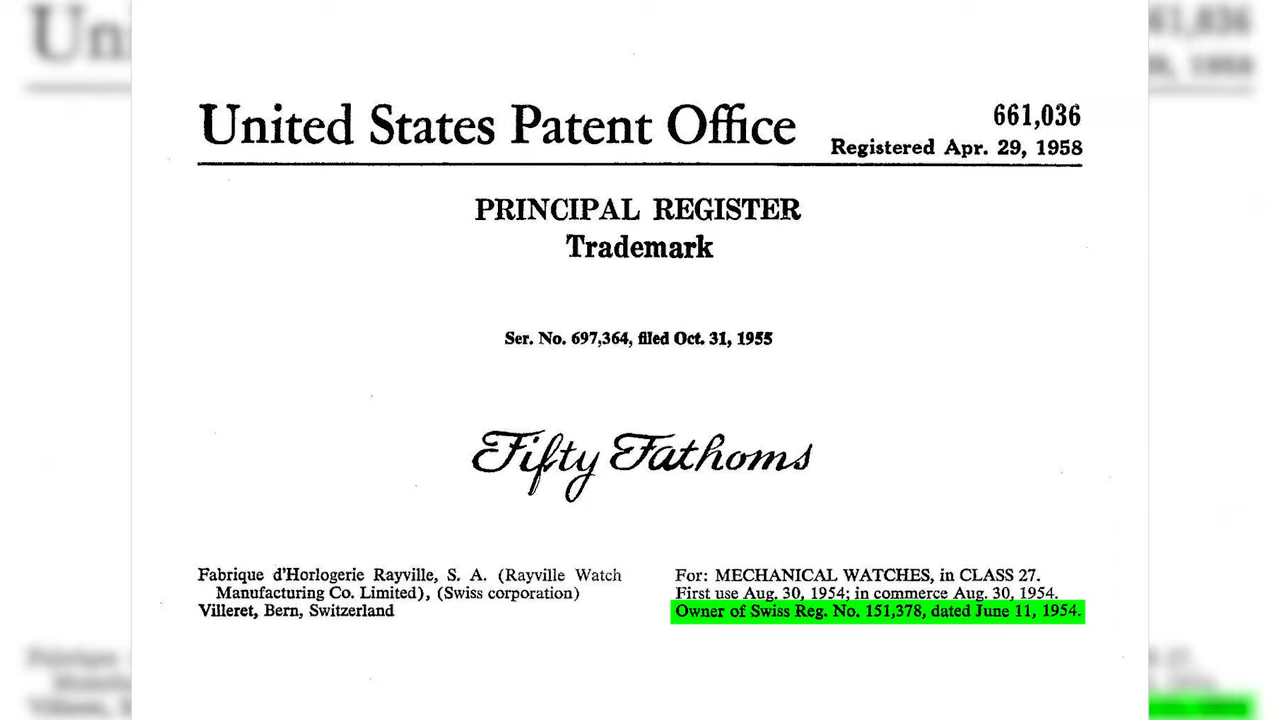 United States Patent Office
661,036
Registered Apr. 29, 1958
PRINCIPAL REGISTER
Trademark
Ser. No. 697,364, filed Oct. 31, 1955
Fifty Fathoms
Fabrique d'Horlogerie Rayville, S. A. (Rayville Watch
Manufacturing Co. Limited), (Swiss corporation)
Villeret, Bern, Switzerland
For: MECHANICAL WATCHES, in CLASS 27.
First use Aug. 30, 1954; in commerce Aug. 30, 1954.
Owner of Swiss Reg. No. 151,378, dated June 11, 1954.